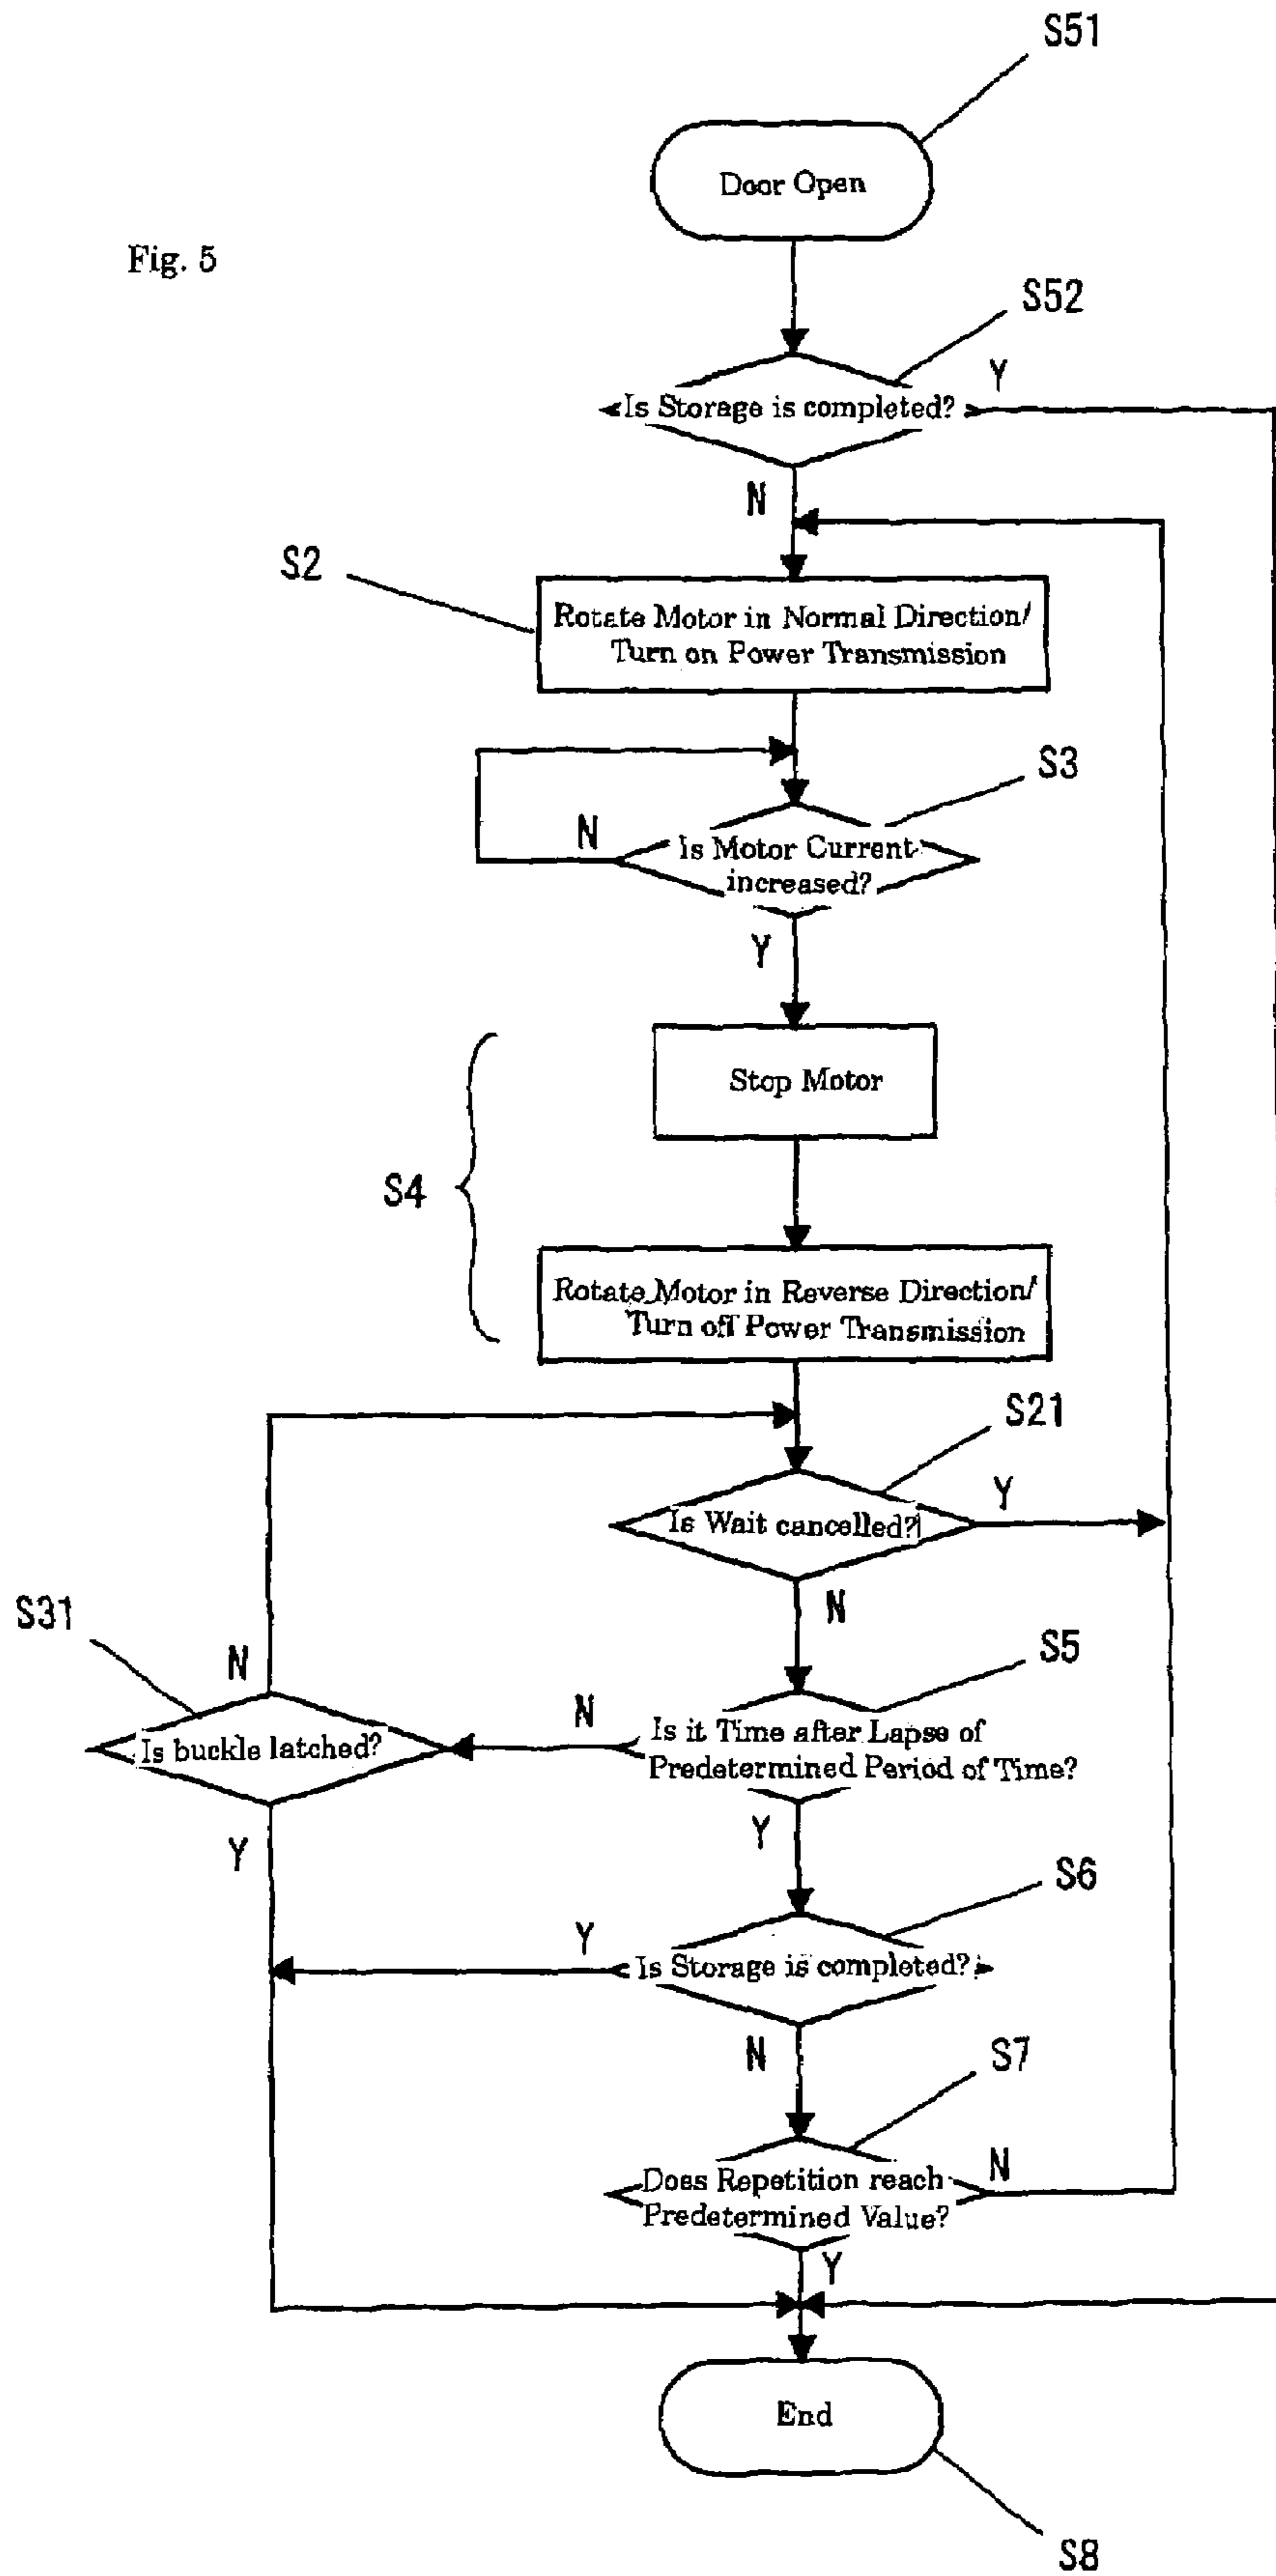 S51
Door Open
Fig. 5
S52
Is Storage is completed?
Y
N
S2
Rotate Motor in Normal Direction/
Turn on Power Transmission
S3
N
Is Motor Current
increased?
Y
Stop Motor
S4
Rotate Motor in Reverse Direction/
Turn off Power Transmission
S21
Is Wait cancelled?
Y
N
S31
N
Is buckle latched?
Y
S5
N
Is it Time after Lapse of
Predetermined Period of Time?
Y
S6
Y
Is Storage is completed?
N
S7
Does Repetition reach
Predetermined Value?
N
Y
End
S8